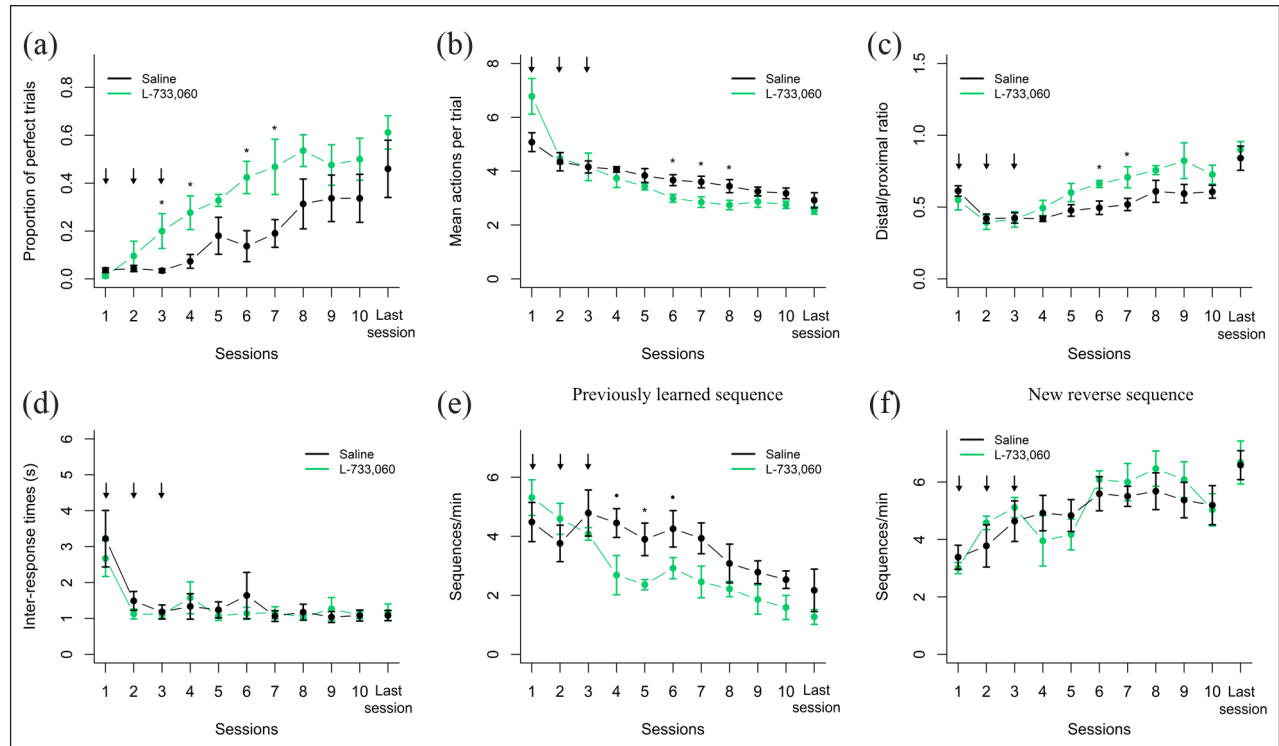 (a)
Proportion of perfect trials
0.8
0.6
0.4
0.2
0.0
Saline
L-733,060
*
*
*
*
1 2 3 4 5 6 7 8 9 10 Last session
Sessions
(b)
Mean actions per trial
8
6
4
2
0
Saline
L-733,060
* * *
1 2 3 4 5 6 7 8 9 10 Last session
Sessions
(c)
Distal/proximal ratio
1.5
1.0
0.5
0.0
Saline
L-733,060
* *
1 2 3 4 5 6 7 8 9 10 Last session
Sessions
(d)
Inter-response times (s)
6
5
4
3
2
1
0
Saline
L-733,060
1 2 3 4 5 6 7 8 9 10 Last session
Sessions
(e)
Previously learned sequence
Sequences/min
6
4
2
0
Saline
L-733,060
• * •
1 2 3 4 5 6 7 8 9 10 Last session
Sessions
(f)
New reverse sequence
Sequences/min
6
4
2
0
Saline
L-733,060
1 2 3 4 5 6 7 8 9 10 Last session
Sessions